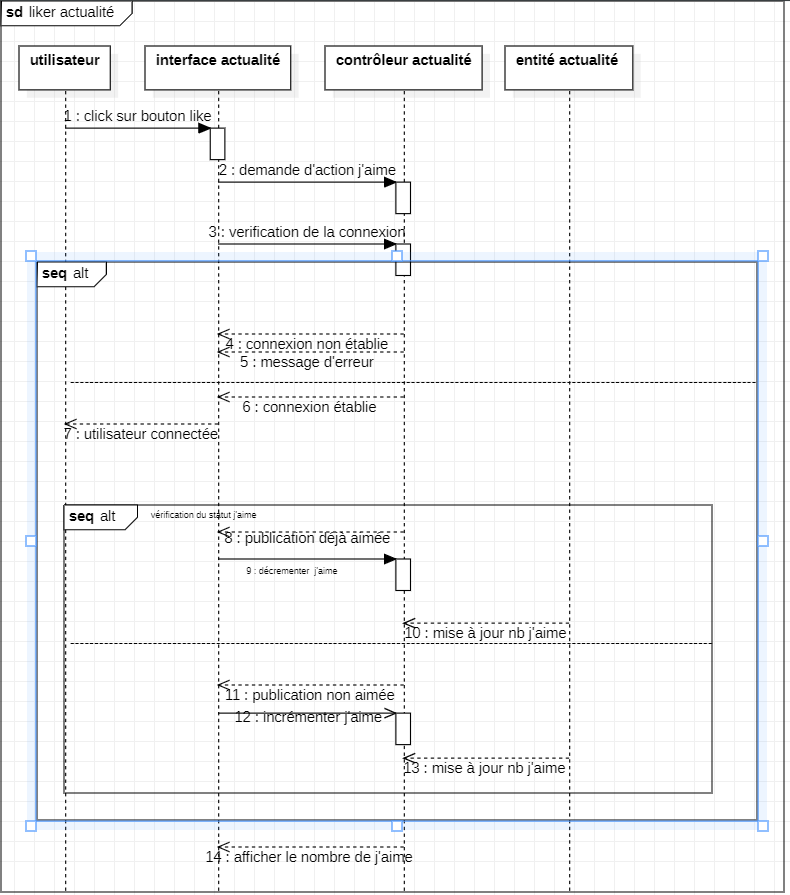 sd liker actualité
utilisateur
interface actualité
contrôleur actualité
entité actualité
1 : click sur bouton like
2 : demande d'action j'aime
3 : verification de la connexion
seq alt
4 : connexion non établie
5 : message d'erreur
6 : connexion établie
7 : utilisateur connectée
seq alt
vérification du statut j'aime
8 : publication déjà aimée
9 : décrementer j'aime
10 : mise à jour nb j'aime
11 : publication non aimée
12 : incrémenter j'aime
13 : mise à jour nb j'aime
14 : afficher le nombre de j'aime